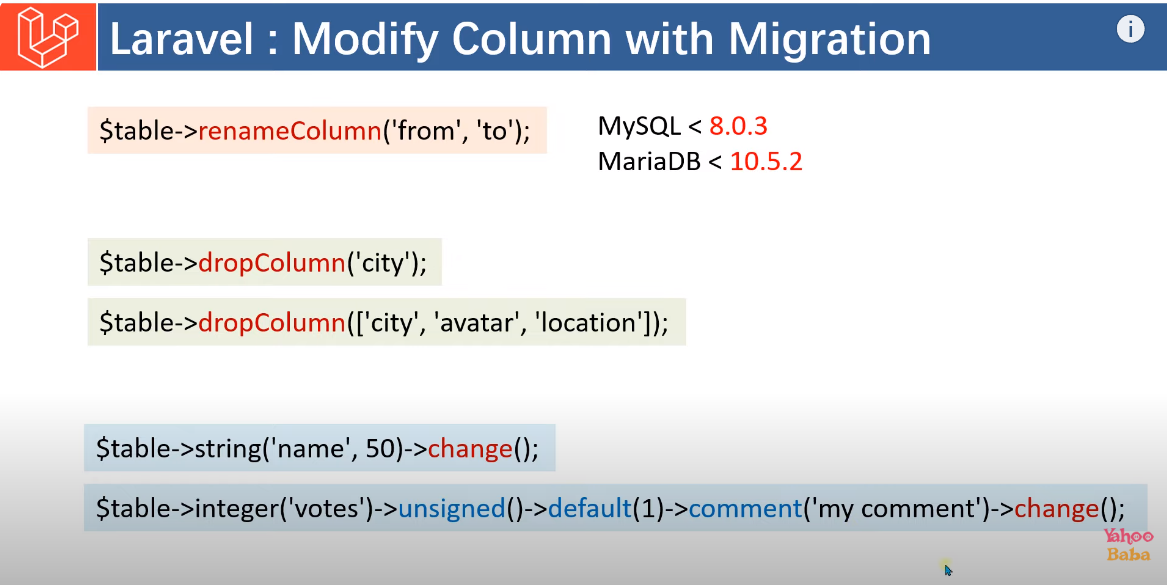 Laravel : Modify Column with Migration
i
$table->renameColumn('from', 'to');
MySQL < 8.0.3
MariaDB < 10.5.2
$table->dropColumn('city');
$table->dropColumn(['city', 'avatar', 'location']);
$table->string('name', 50)->change();
$table->integer('votes')->unsigned()->default(1)->comment('my comment')->change();
Yahoo
Baba